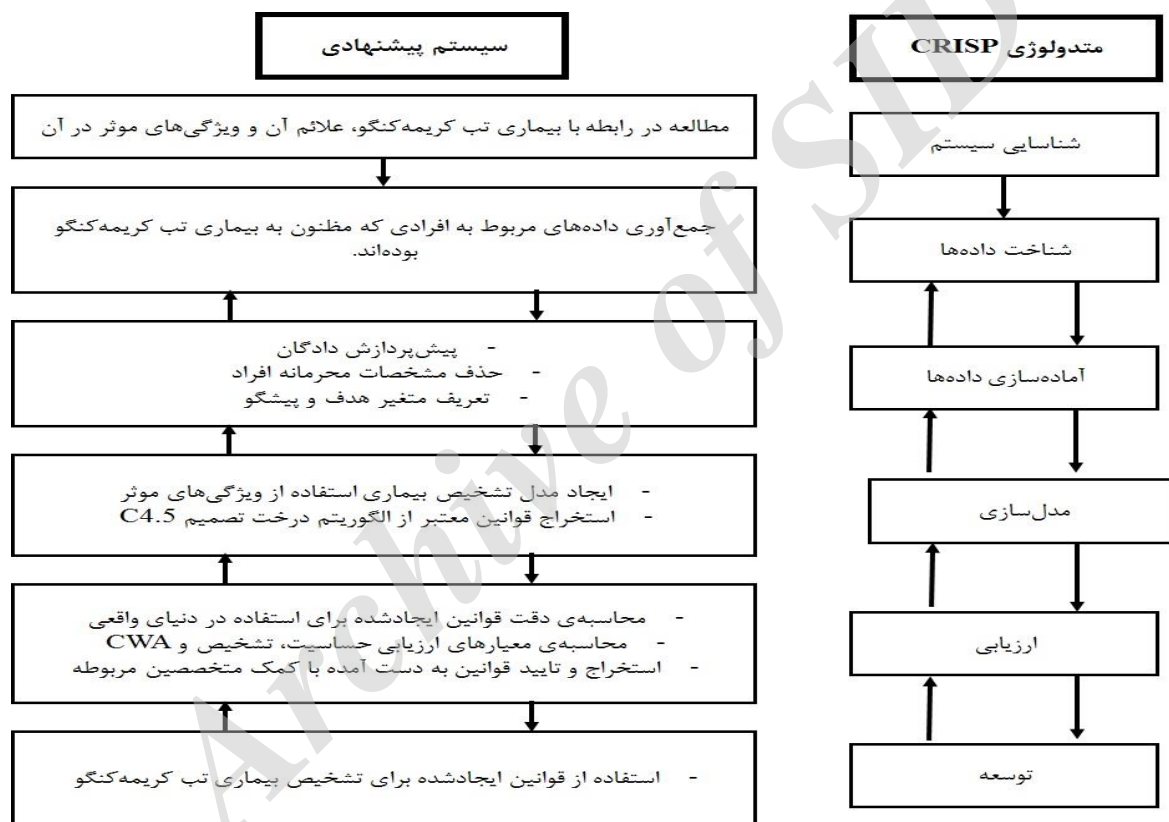 متدولوژی CRISP
شناسایی سیستم
شناخت داده‌ها
آماده‌سازی داده‌ها
مدل‌سازی
ارزیابی
توسعه
سیستم پیشنهادی
مطالعه در رابطه با بیماری تب کریمه‌کنگو، علائم آن و ویژگی‌های موثر در آن
جمع‌آوری داده‌های مربوط به افرادی که مظنون به بیماری تب کریمه‌کنگو
بوده‌اند.
- پیش‌پردازش دادگان
- حذف مشخصات محرمانه افراد
- تعریف متغیر هدف و پیشگو
- ایجاد مدل تشخیص بیماری استفاده از ویژگی‌های موثر
- استخراج قوانین معتبر از الگوریتم درخت تصمیم C4.5
- محاسبه‌ی دقت قوانین ایجادشده برای استفاده در دنیای واقعی
- محاسبه‌ی معیارهای ارزیابی حساسیت، تشخیص و CWA
- استخراج و تایید قوانین به دست آمده با کمک متخصصین مربوطه
- استفاده از قوانین ایجادشده برای تشخیص بیماری تب کریمه‌کنگو
Archive of SID